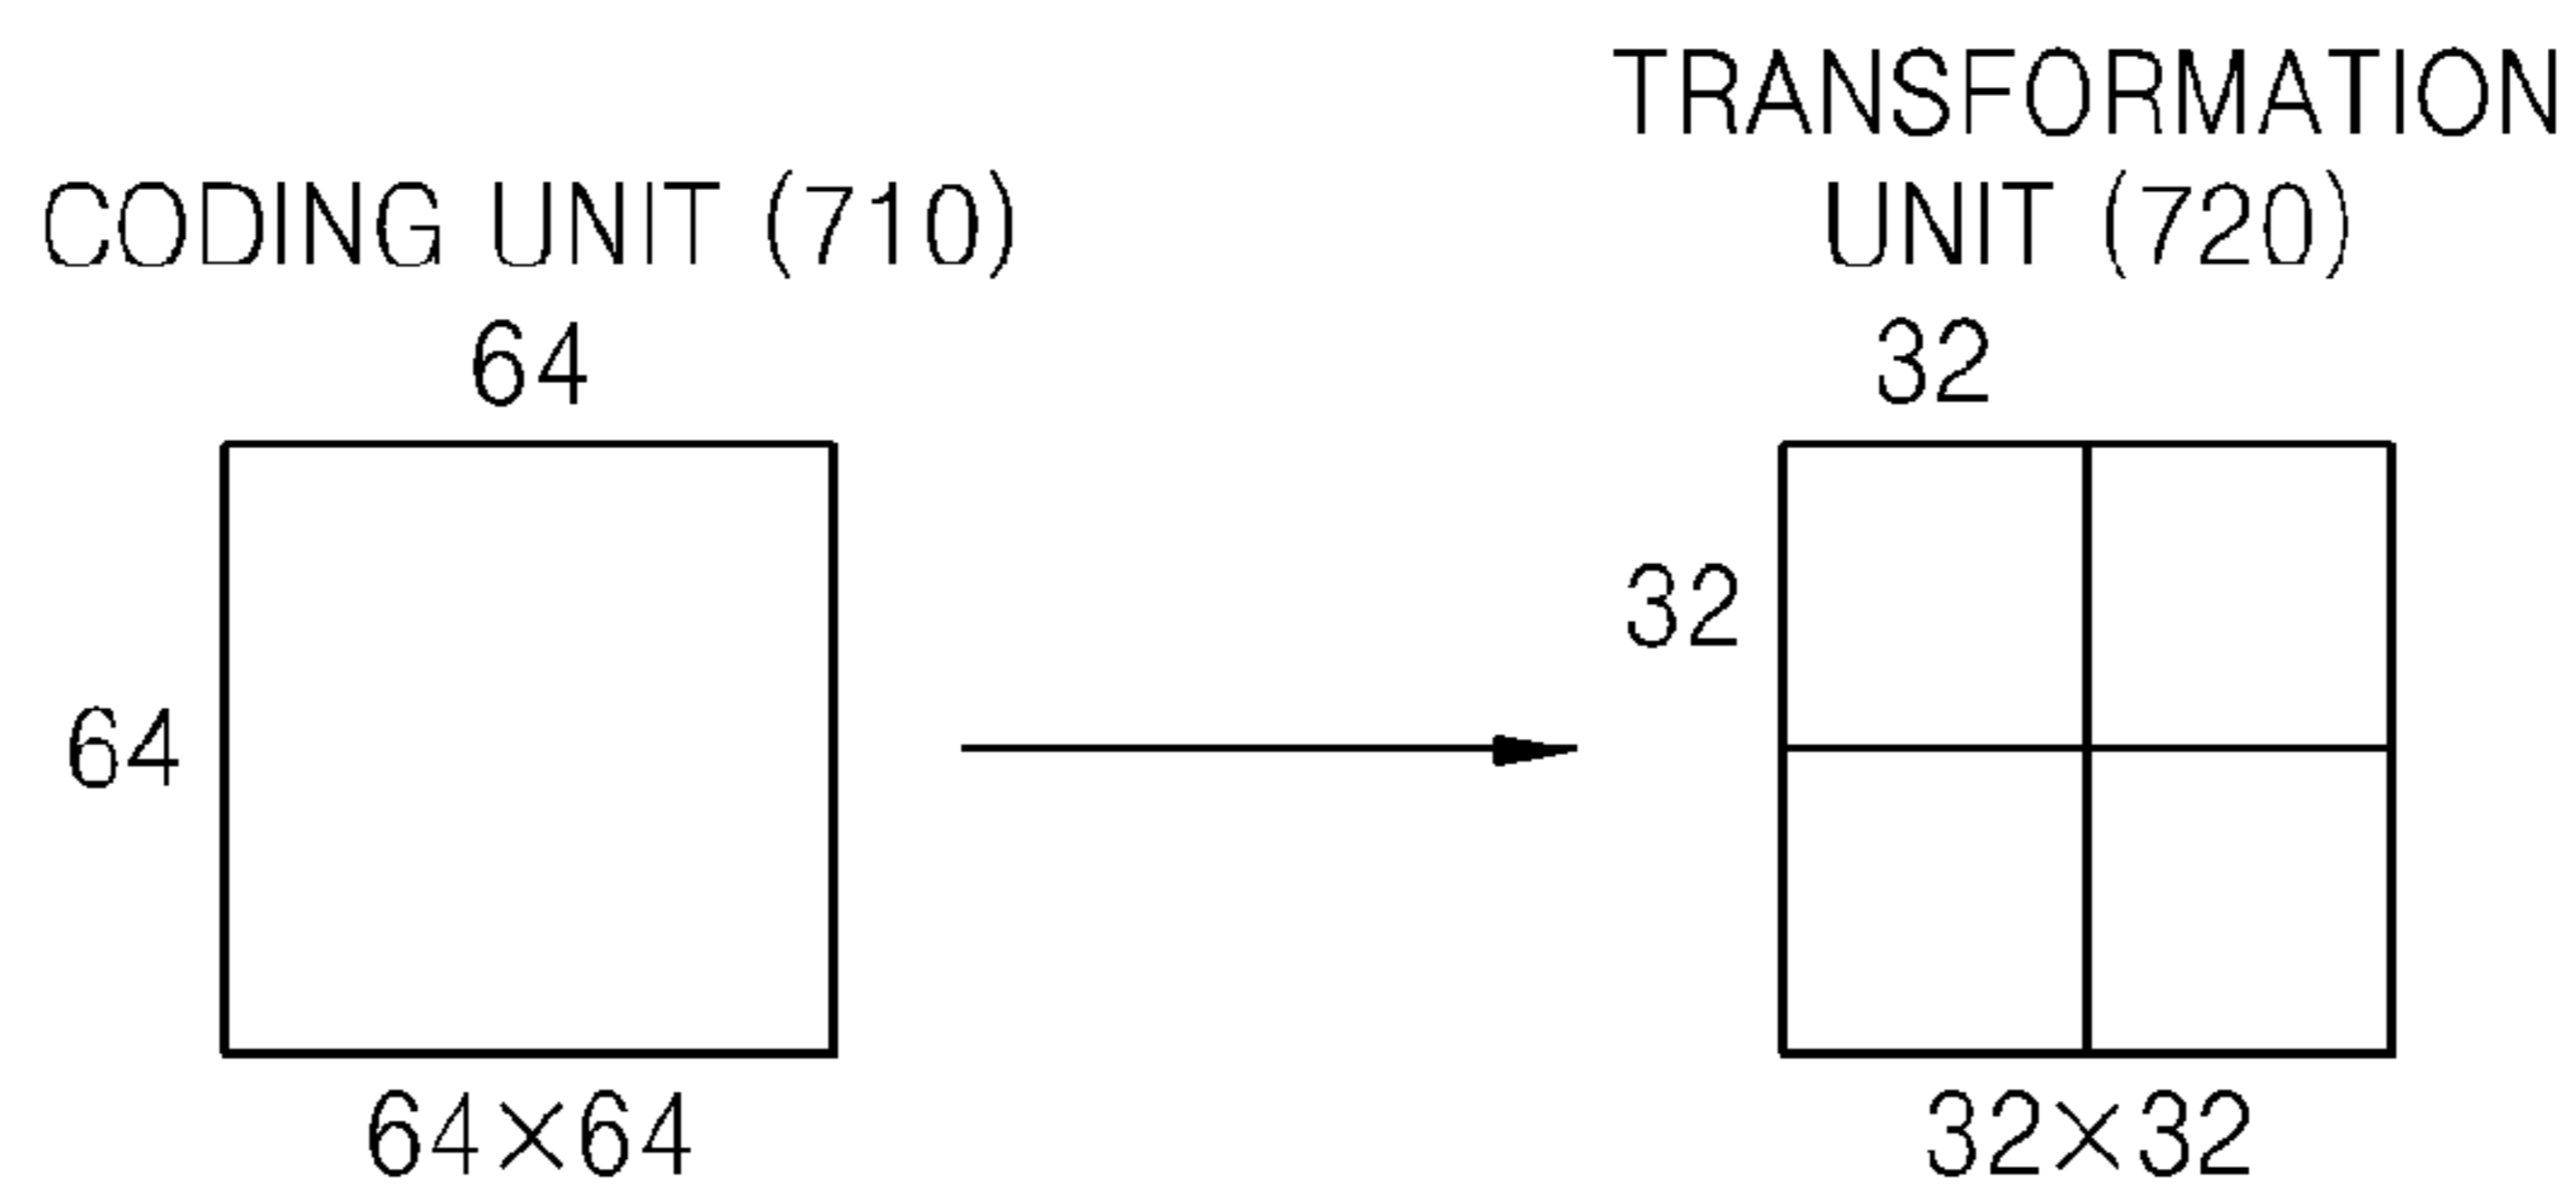 CODING UNIT (710)
64
64
64×64
TRANSFORMATION
UNIT (720)
32
32
32×32